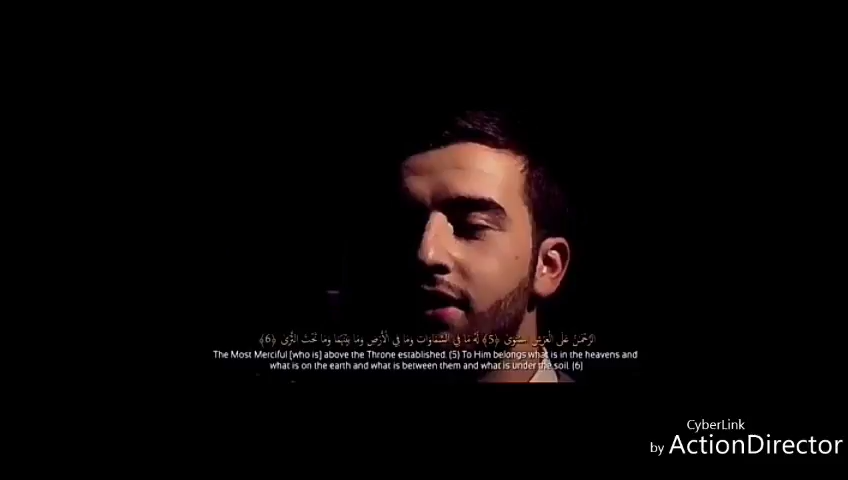 الرَّحْمَٰنُ عَلَى الْعَرْشِ اسْتَوَىٰ ﴿5﴾ لَهُ مَا فِي السَّمَاوَاتِ وَمَا فِي الْأَرْضِ وَمَا بَيْنَهُمَا وَمَا تَحْتَ الثَّرَىٰ ﴿6﴾
The Most Merciful [who is] above the Throne established. (5) To Him belongs what is in the heavens and
what is on the earth and what is between them and what is under the soil. (6)
CyberLink
by ActionDirector